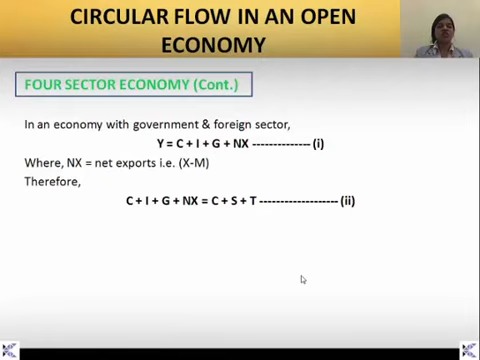 CIRCULAR FLOW IN AN OPEN
ECONOMY
FOUR SECTOR ECONOMY (Cont.)
In an economy with government & foreign sector,
Y = C + I + G + NX -------------- (i)
Where, NX = net exports i.e. (X-M)
Therefore,
C + I + G + NX = C + S + T ------------------- (ii)